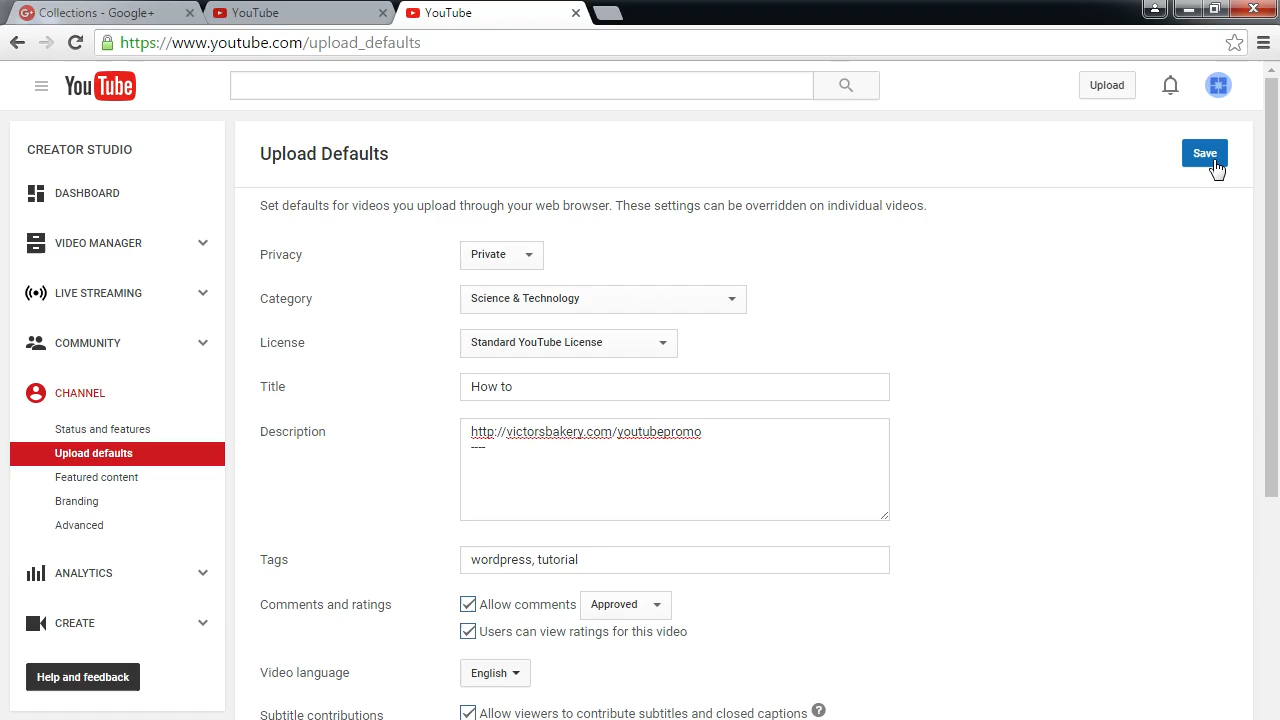 Collections - Google+
YouTube
YouTube
https://www.youtube.com/upload_defaults
YouTube
Upload
CREATOR STUDIO
DASHBOARD
VIDEO MANAGER
LIVE STREAMING
COMMUNITY
CHANNEL
Status and features
Upload defaults
Featured content
Branding
Advanced
ANALYTICS
CREATE
Help and feedback
Upload Defaults
Save
Set defaults for videos you upload through your web browser. These settings can be overridden on individual videos.
Privacy
Private
Category
Science & Technology
License
Standard YouTube License
Title
How to
Description
http://victorsbakery.com/youtubepromo
----
Tags
wordpress, tutorial
Comments and ratings
Allow comments
Approved
Users can view ratings for this video
Video language
English
Subtitle contributions
Allow viewers to contribute subtitles and closed captions ?